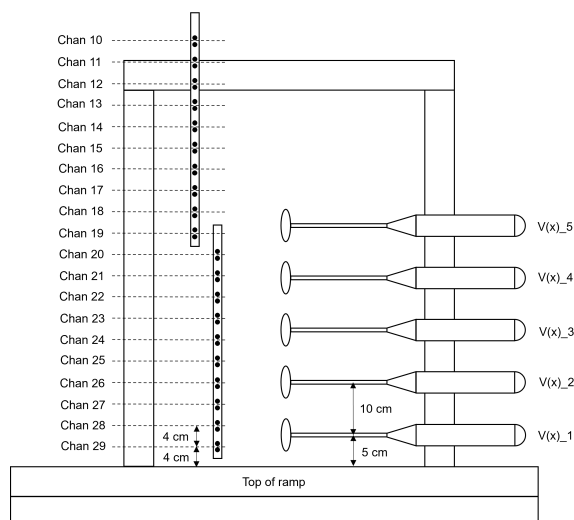 Chan 10
Chan 11
Chan 12
Chan 13
Chan 14
Chan 15
Chan 16
Chan 17
Chan 18
Chan 19
Chan 20
Chan 21
Chan 22
Chan 23
Chan 24
Chan 25
Chan 26
Chan 27
Chan 28
Chan 29
4 cm
4 cm
V(x)_5
V(x)_4
V(x)_3
V(x)_2
V(x)_1
10 cm
5 cm
Top of ramp